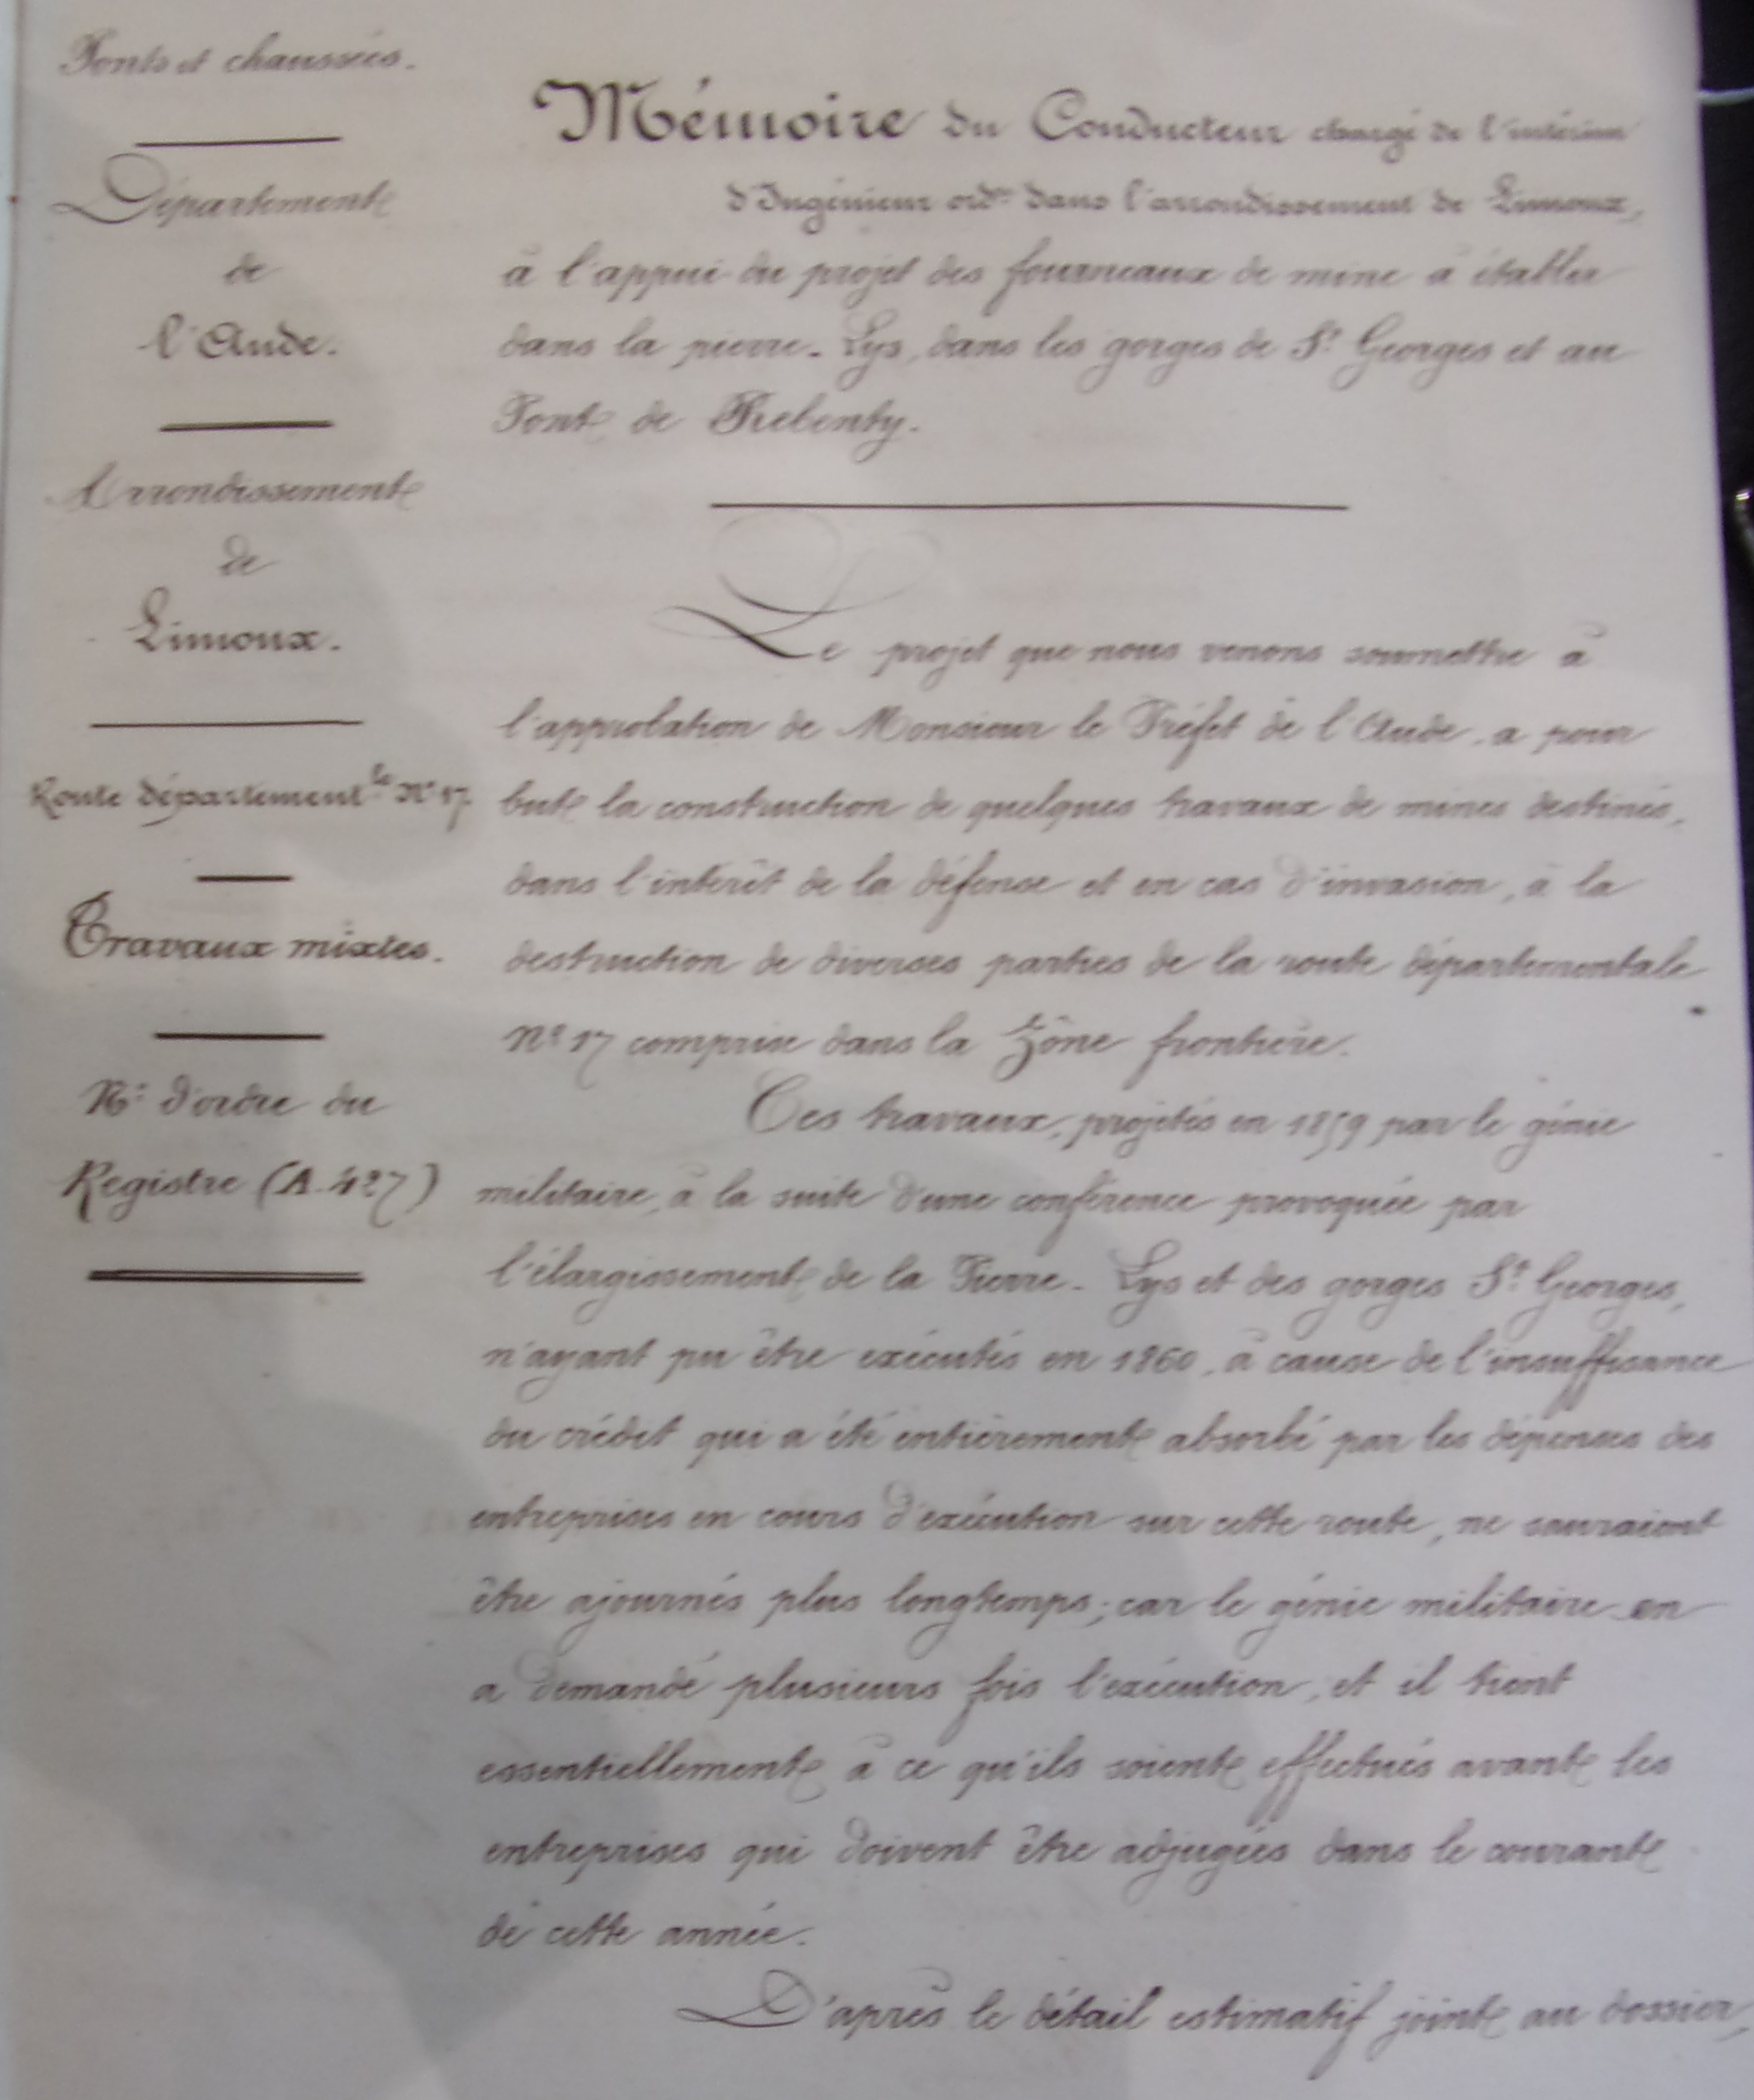 Ponts et chaussées.
Département
de
l'Aude.
Arrondissement
de
Limoux.
Route département.le N° 17.
Travaux mixtes.
N° d'ordre du
Registre (A. 427)
Mémoire du Conducteur chargé de l'intérim
d'Ingénieur ord.re dans l'arrondissement de Limoux,
à l'appui du projet des fourneaux de mine à établir
dans la pierre-Lys, dans les gorges de St Georges et au
Pont de Rebenty.
Le projet que nous venons soumettre à
l'approbation de Monsieur le Préfet de l'Aude, a pour
but la construction de quelques travaux de mines destinés,
dans l'intérêt de la défense et en cas d'invasion, à la
destruction de diverses parties de la route départementale
N° 17 comprise dans la zône frontière.
Ces travaux, projetés en 1859 par le génie
militaire, à la suite d'une conférence provoquée par
l'élargissement de la Pierre-Lys et des gorges St Georges,
n'ayant pu être exécutés en 1860, à cause de l'insuffisance
du crédit qui a été entièrement absorbé par les dépenses des
entreprises en cours d'exécution sur cette route, ne sauraient
être ajournés plus longtemps; car le génie militaire en
a demandé plusieurs fois l'exécution, et il tient
essentiellement à ce qu'ils soient effectués avant les
entreprises qui doivent être adjugées dans le courant
de cette année.
D'après le détail estimatif joint au dossier,